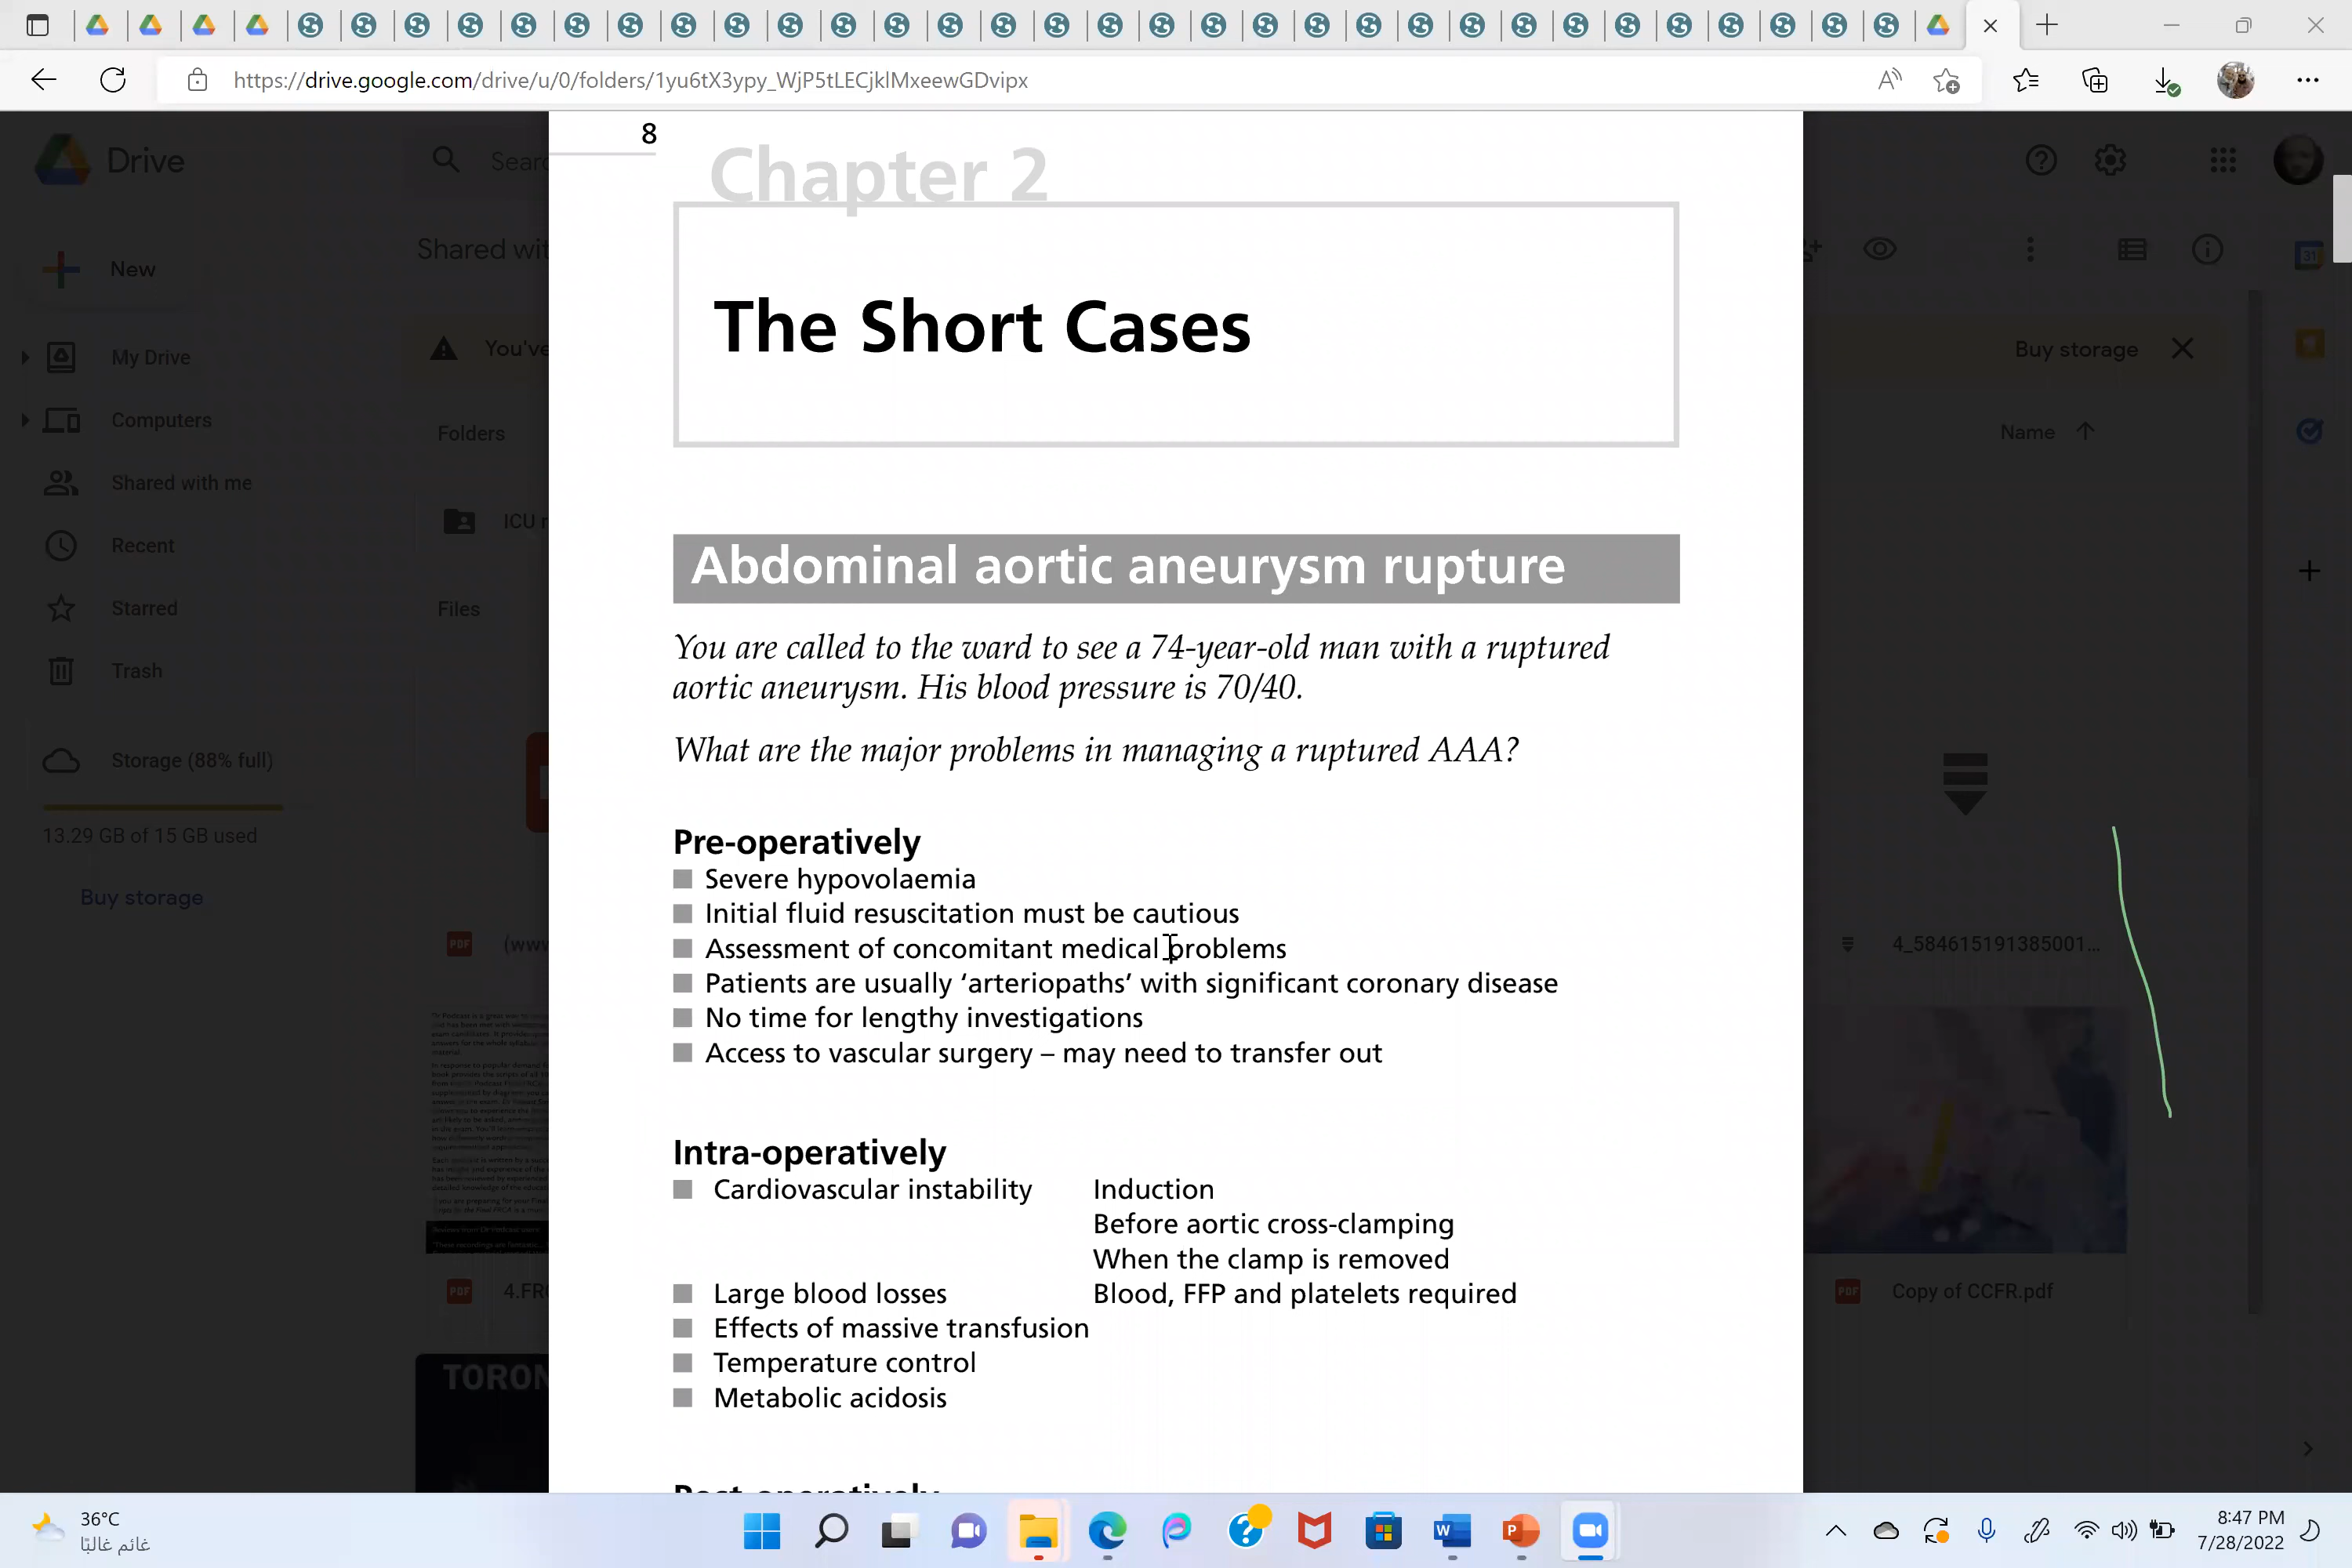 https://drive.google.com/drive/u/0/folders/1yu6tX3ypy_WjP5tLECjklMxeewGDvipx
Drive
New
My Drive
Computers
Shared with me
Recent
Starred
Trash
Storage (88% full)
13.29 GB of 15 GB used
Buy storage
Folders
Files
8
Chapter 2
The Short Cases
Abdominal aortic aneurysm rupture
You are called to the ward to see a 74-year-old man with a ruptured
aortic aneurysm. His blood pressure is 70/40.
What are the major problems in managing a ruptured AAA?
Pre-operatively
Severe hypovolaemia
Initial fluid resuscitation must be cautious
Assessment of concomitant medical problems
Patients are usually ‘arteriopaths’ with significant coronary disease
No time for lengthy investigations
Access to vascular surgery – may need to transfer out
Intra-operatively
Cardiovascular instability Induction
Before aortic cross-clamping
When the clamp is removed
Large blood losses Blood, FFP and platelets required
Effects of massive transfusion
Temperature control
Metabolic acidosis
Buy storage
Name
4_584615191385001...
Copy of CCFR.pdf
36°C
غائم غالبًا
8:47 PM
7/28/2022